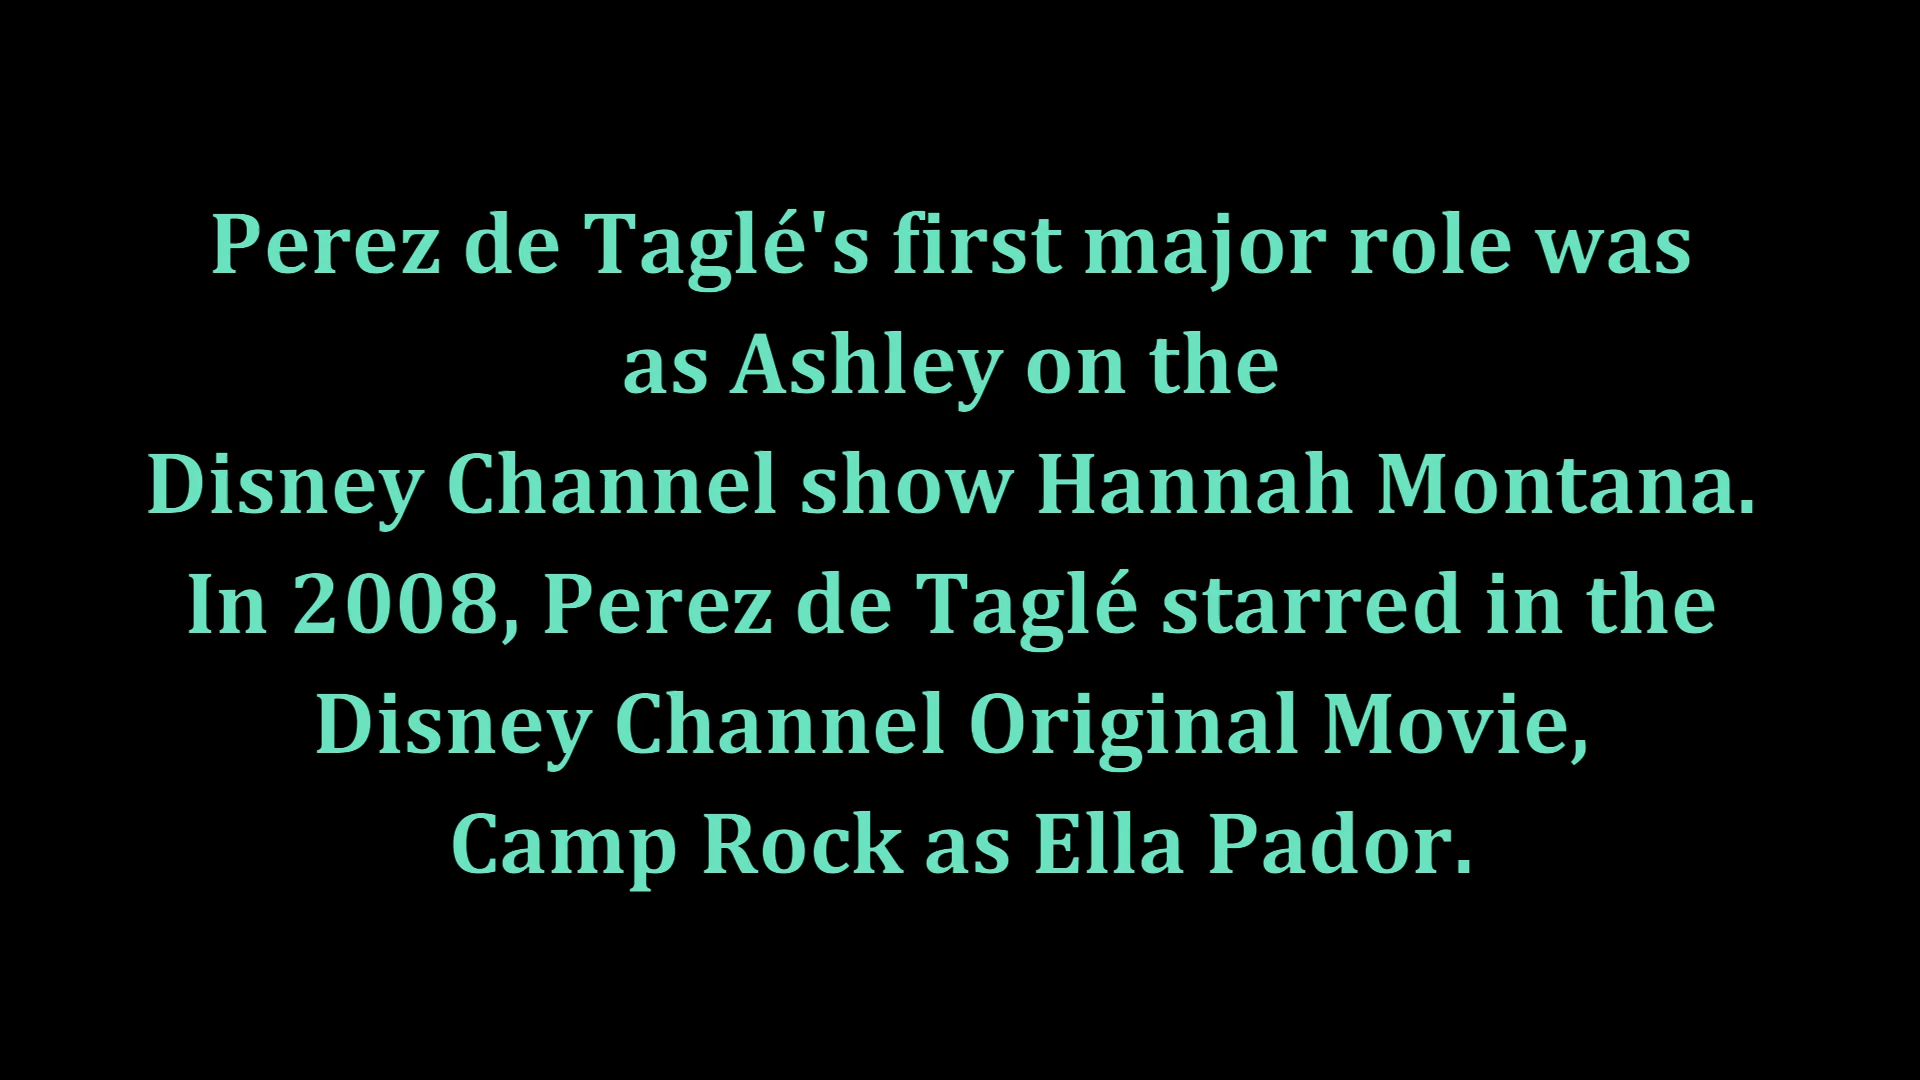 Perez de Taglé's first major role was
as Ashley on the
Disney Channel show Hannah Montana.
In 2008, Perez de Taglé starred in the
Disney Channel Original Movie,
Camp Rock as Ella Pador.